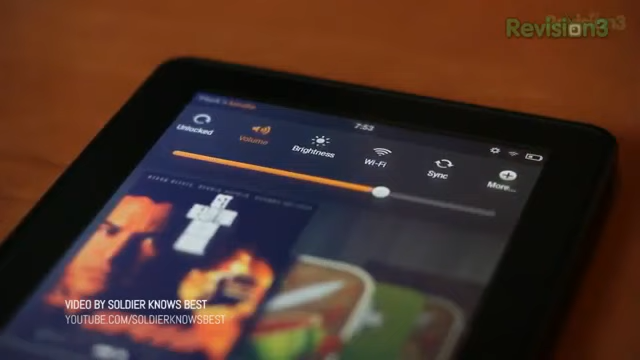 Revision3
7:53
Unlocked
Volume
Brightness
Wi-Fi
Sync
More...
VIDEO BY SOLDIER KNOWS BEST
YOUTUBE.COM/SOLDIERKNOWSBEST